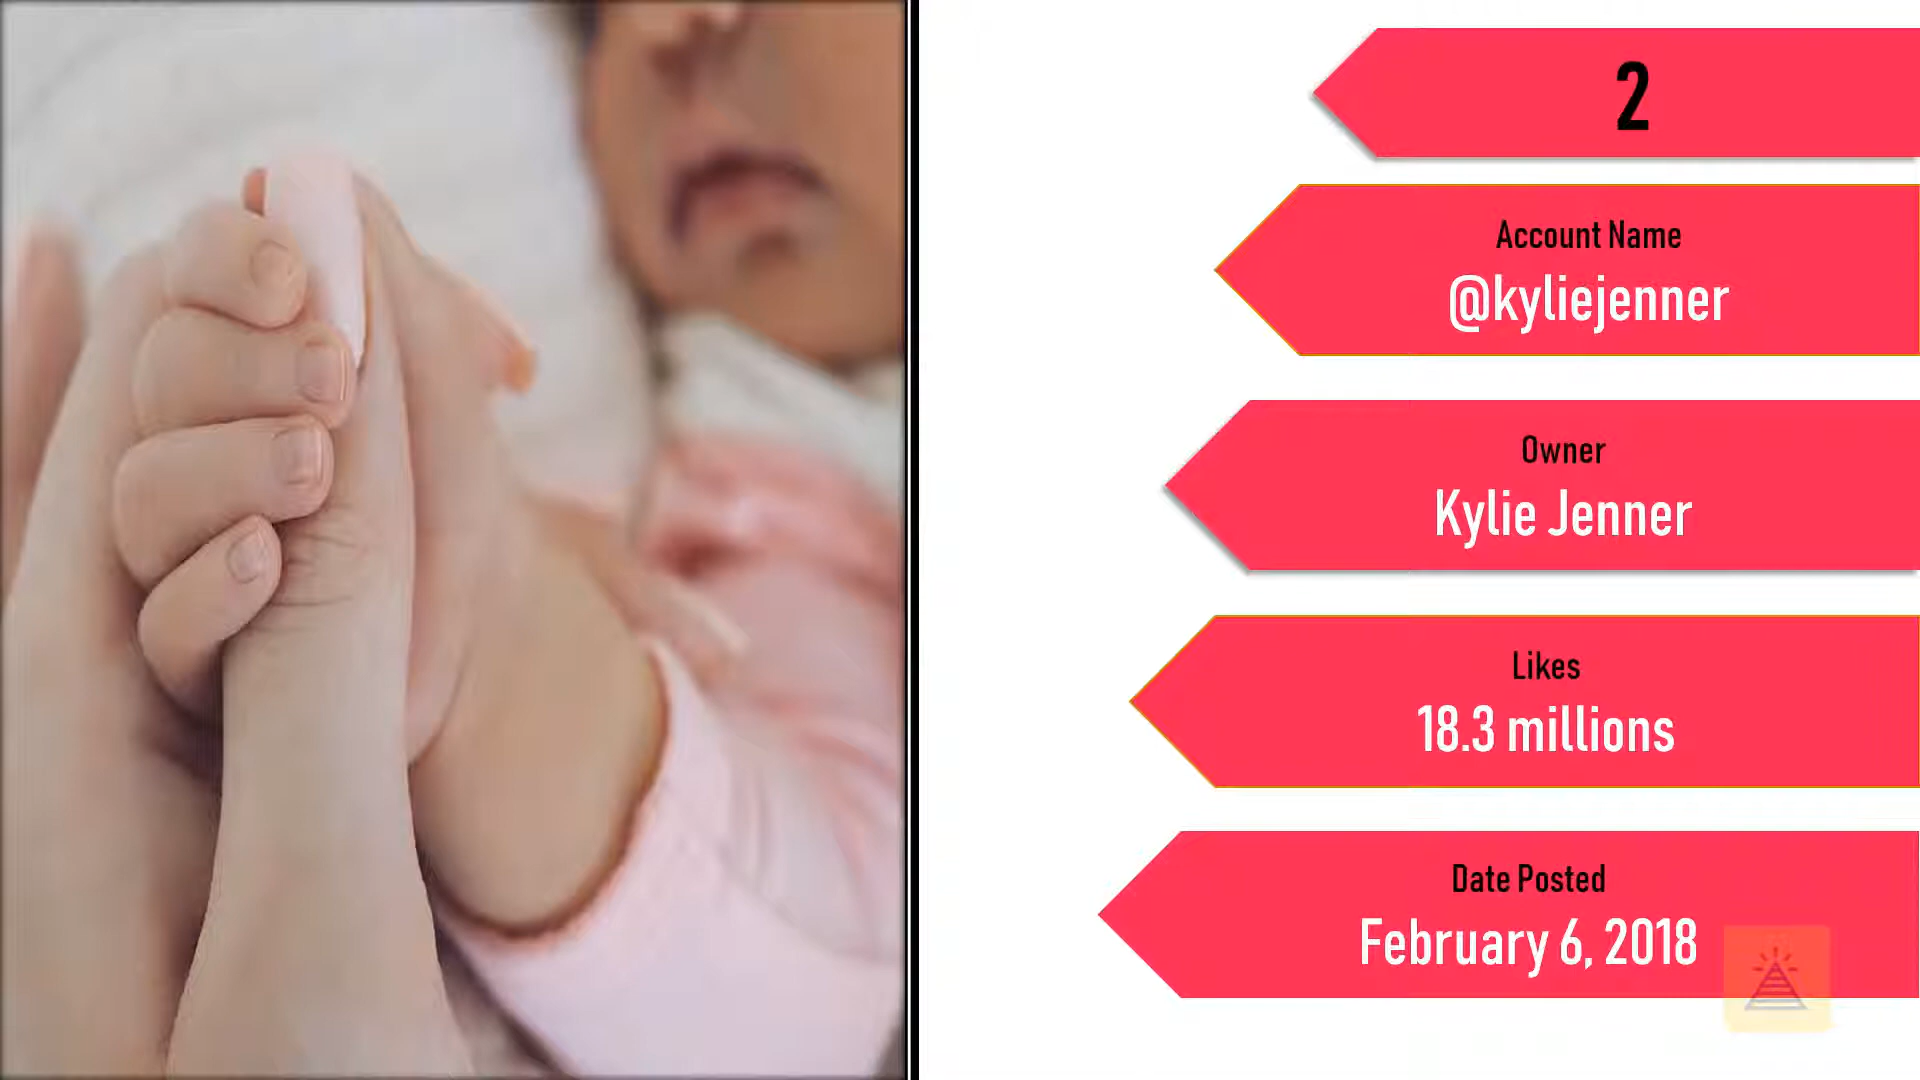 2
Account Name
@kyliejenner
Owner
Kylie Jenner
Likes
18.3 millions
Date Posted
February 6, 2018